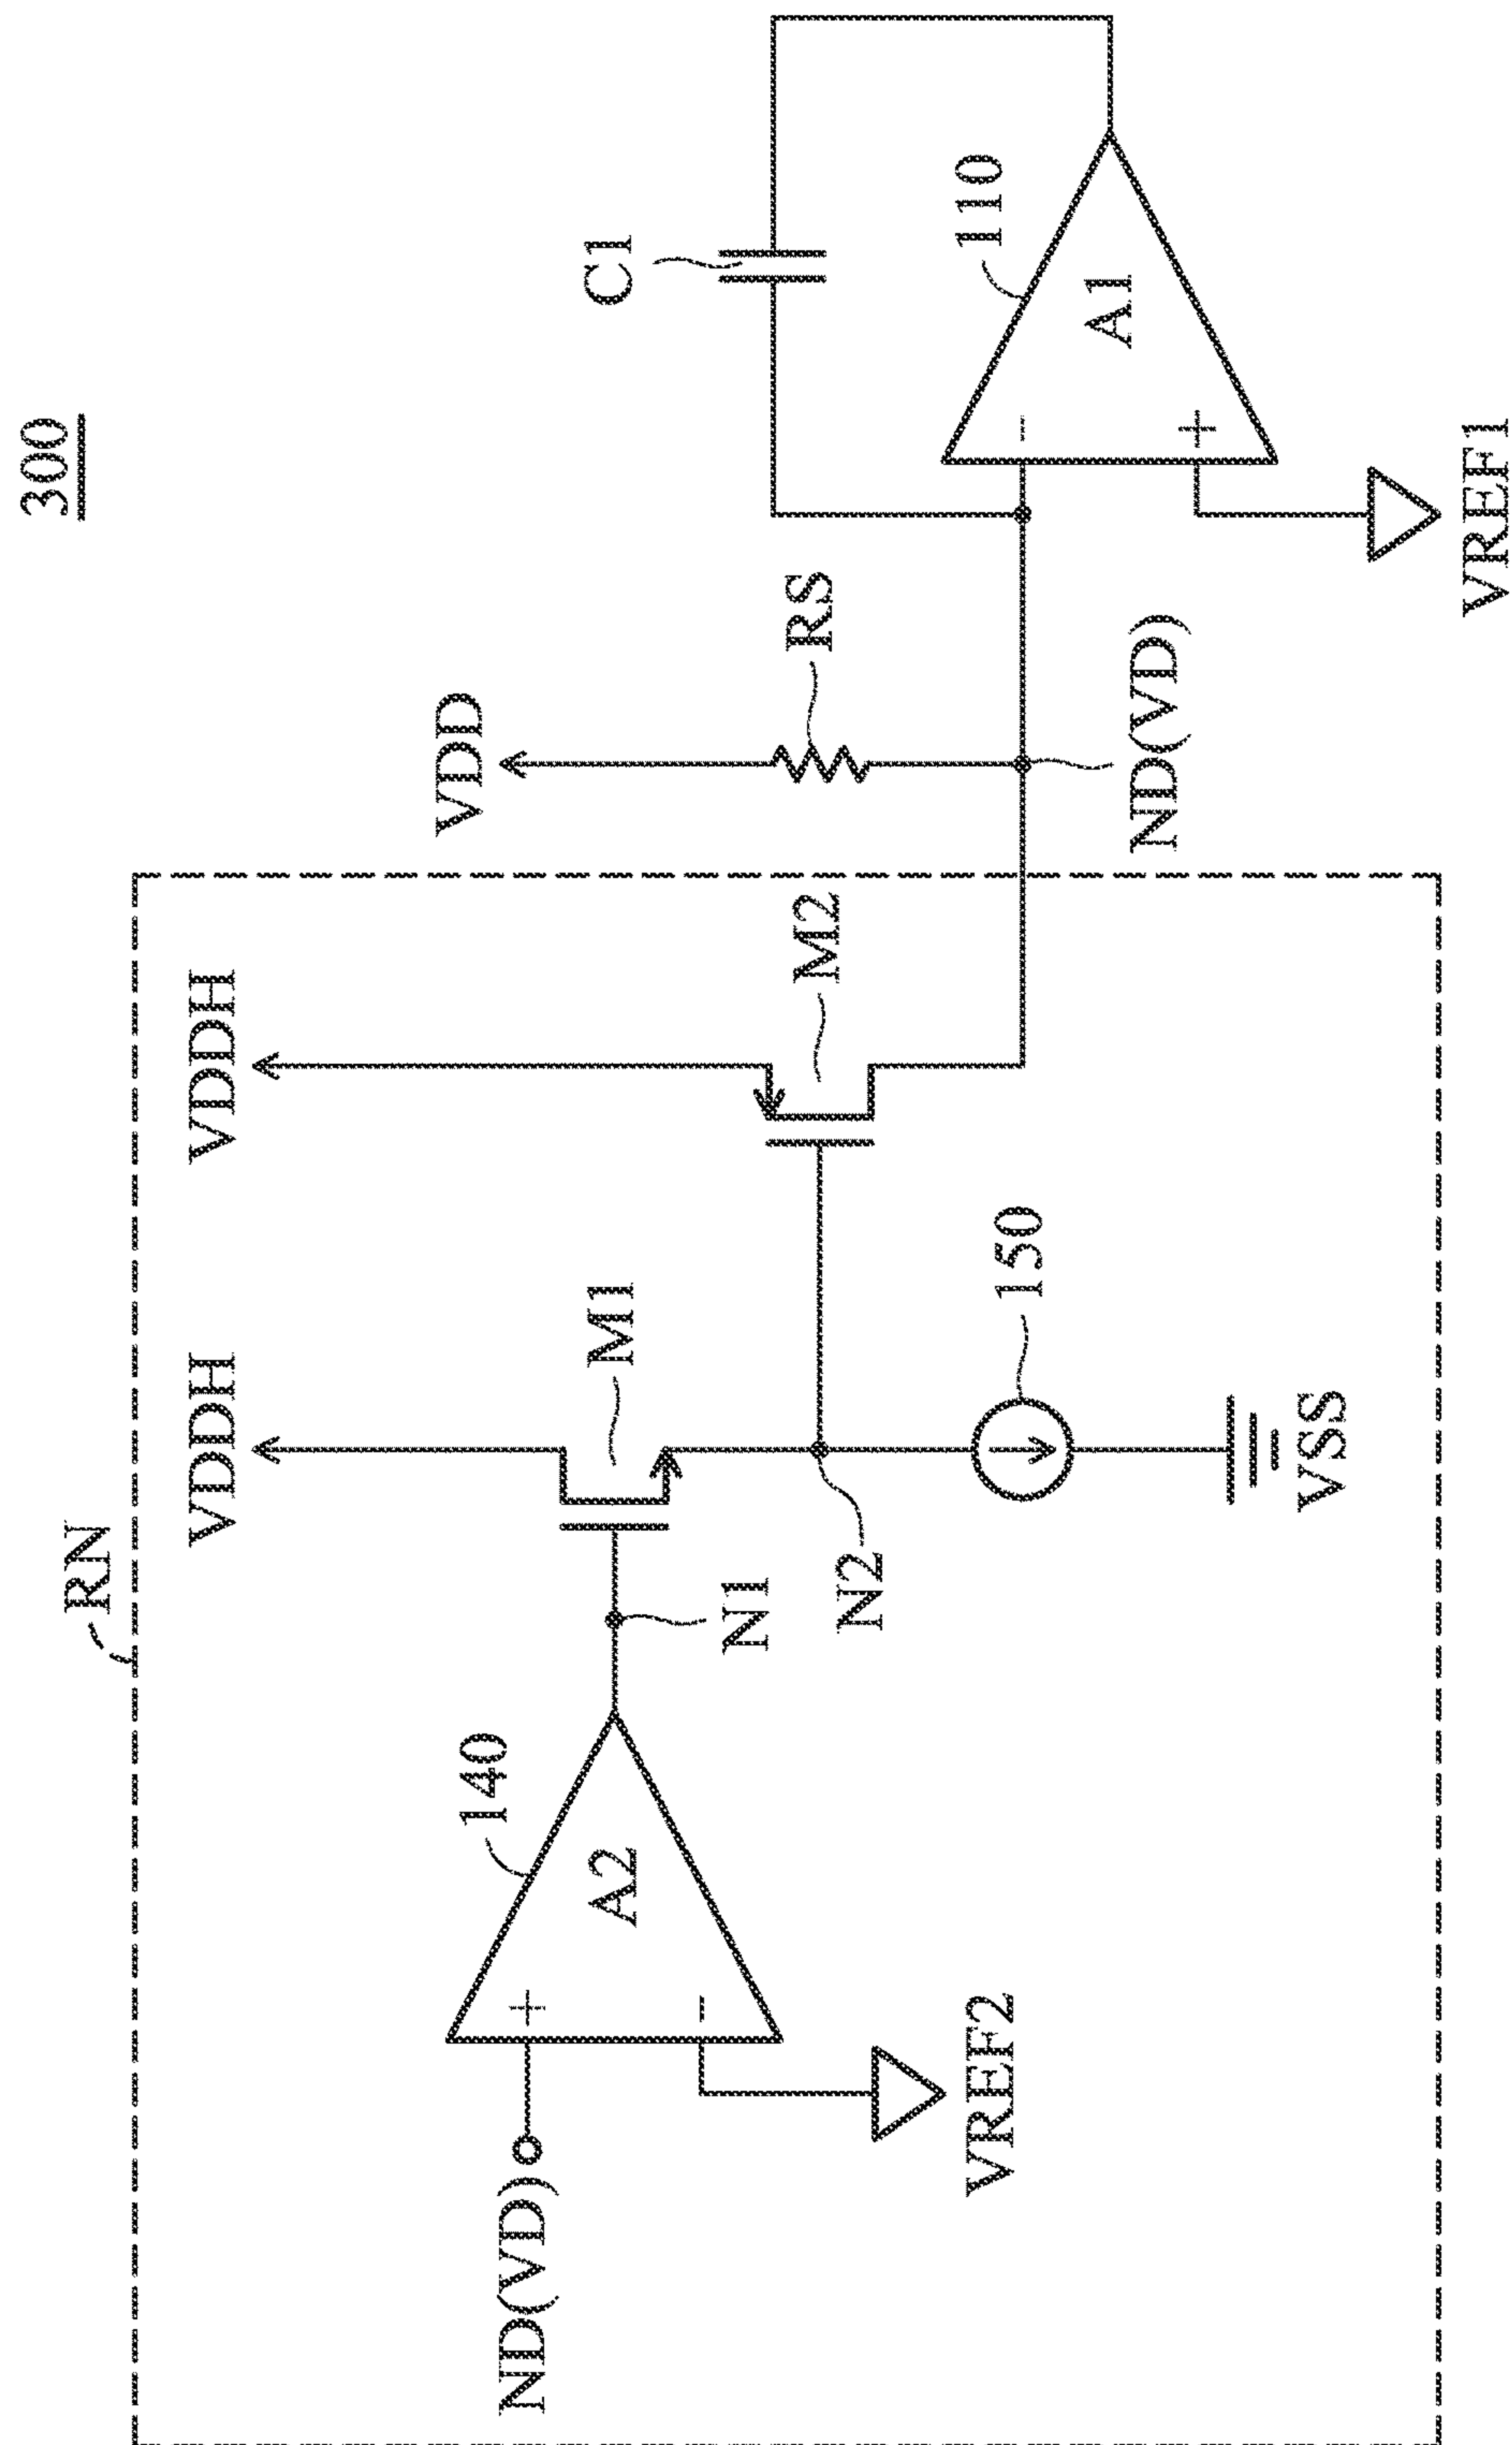 300
RN
VDDH
VDDH
VDD
C1
ND(VD)
+
-
A2
140
VREF2
N1
M1
N2
150
VSS
M2
RS
ND(VD)
-
+
A1
110
VREF1